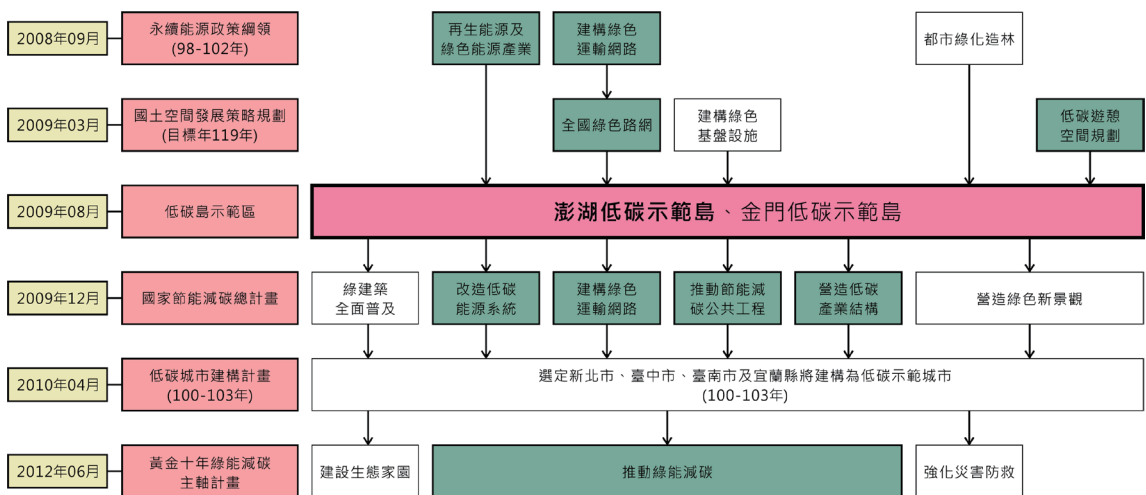 2008年09月
永續能源政策綱領
(98-102年)
再生能源及
綠色能源產業
建構綠色
運輸網路
都市綠化造林
2009年03月
國土空間發展策略規劃
(目標年119年)
全國綠色路網
建構綠色
基盤設施
低碳遊憩
空間規劃
2009年08月
低碳島示範區
澎湖低碳示範島、金門低碳示範島
2009年12月
國家節能減碳總計畫
綠建築
全面普及
改造低碳
能源系統
建構綠色
運輸網路
推動節能減
碳公共工程
營造低碳
產業結構
營造綠色新景觀
2010年04月
低碳城市建構計畫
(100-103年)
選定新北市、臺中市、臺南市及宜蘭縣將建構為低碳示範城市
(100-103年)
2012年06月
黃金十年綠能減碳
主軸計畫
建設生態家園
推動綠能減碳
強化災害防救